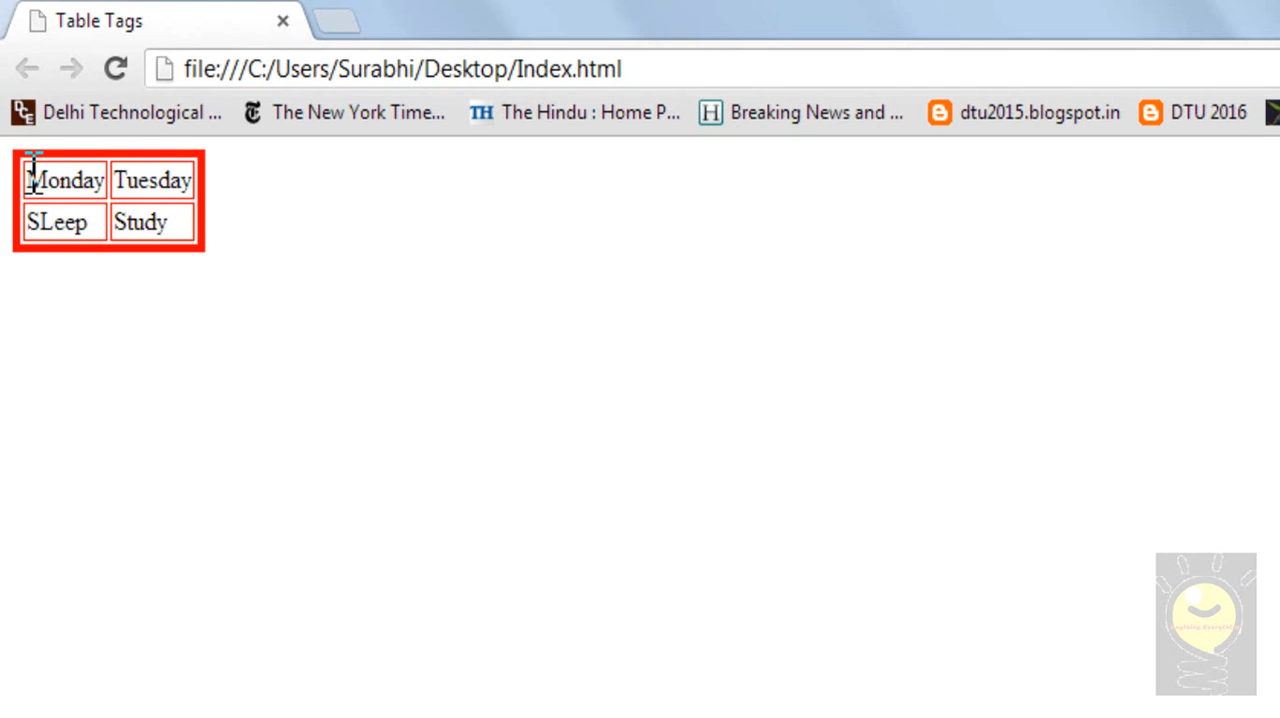 Table Tags
file:///C:/Users/Surabhi/Desktop/Index.html
Delhi Technological ... The New York Time... TH The Hindu : Home P... H Breaking News and ... dtu2015.blogspot.in DTU 2016
Monday Tuesday
SLeep Study